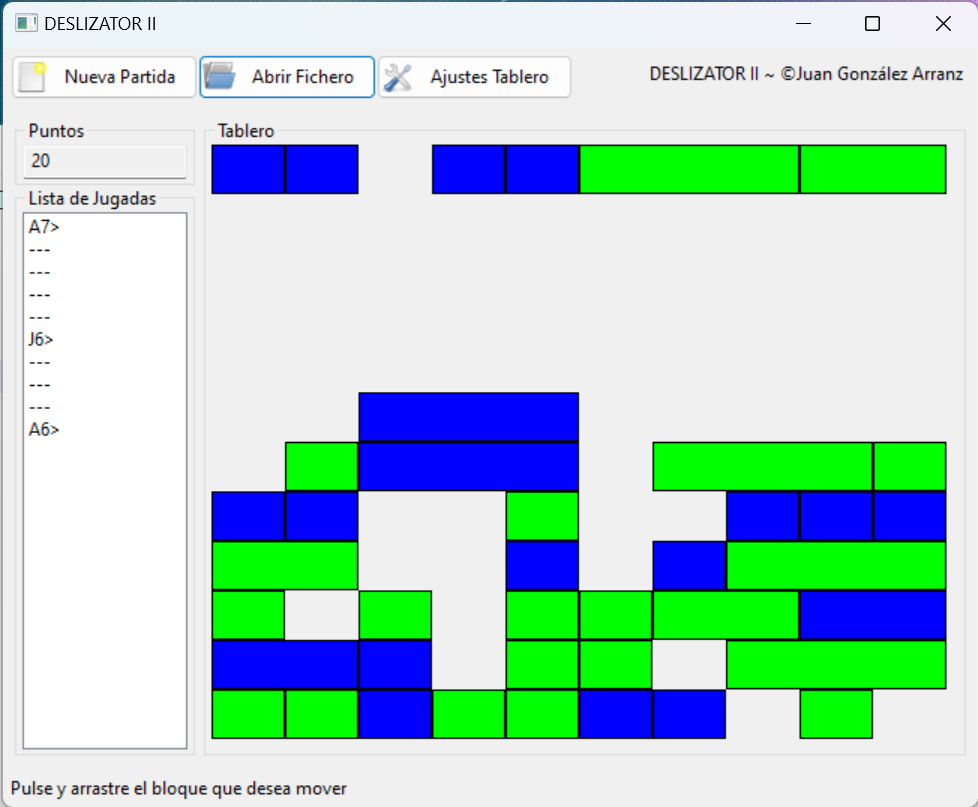 DESLIZATOR II
Nueva Partida
Abrir Fichero
Ajustes Tablero
DESLIZATOR II ~ ©Juan González Arranz
Puntos
20
Lista de Jugadas
A7>
---
---
---
---
J6>
---
---
---
A6>
Tablero
Pulse y arrastre el bloque que desea mover